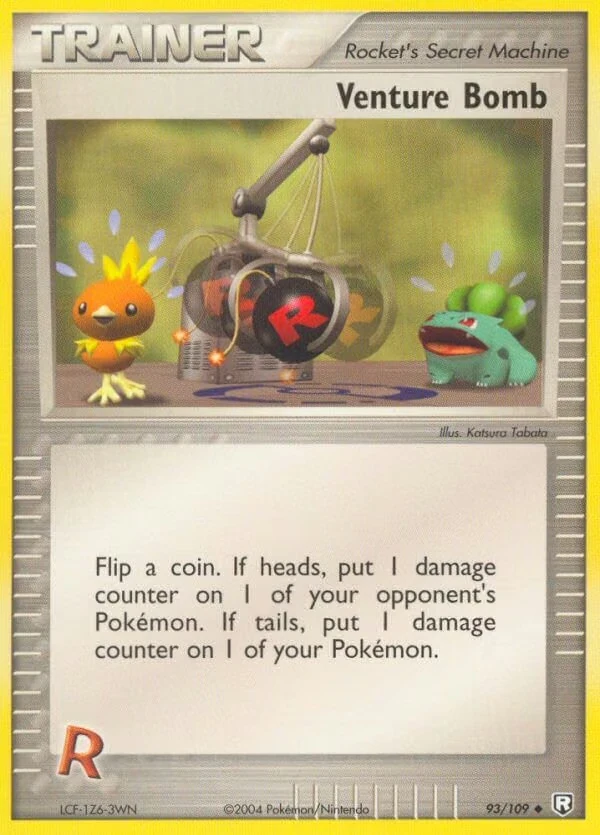 TRAINER
Rocket's Secret Machine
Venture Bomb
R R R
Illus. Katsura Tabata
Flip a coin. If heads, put 1 damage
counter on 1 of your opponent's
Pokémon. If tails, put 1 damage
counter on 1 of your Pokémon.
R
LCF-1Z6-3WN
©2004 Pokémon/Nintendo
93/109 ◆ R